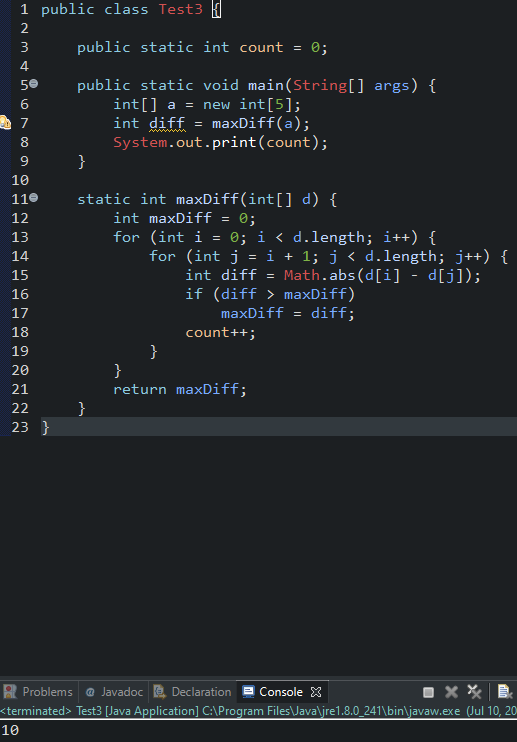 1 public class Test3 {
2
3     public static int count = 0;
4
5     public static void main(String[] args) {
6         int[] a = new int[5];
7         int diff = maxDiff(a);
8         System.out.print(count);
9     }
10
11     static int maxDiff(int[] d) {
12         int maxDiff = 0;
13         for (int i = 0; i < d.length; i++) {
14             for (int j = i + 1; j < d.length; j++) {
15                 int diff = Math.abs(d[i] - d[j]);
16                 if (diff > maxDiff)
17                     maxDiff = diff;
18                 count++;
19             }
20         }
21         return maxDiff;
22     }
23 }
Problems @ Javadoc Declaration Console
<terminated> Test3 [Java Application] C:\Program Files\Java\jre1.8.0_241\bin\javaw.exe (Jul 10, 20
10